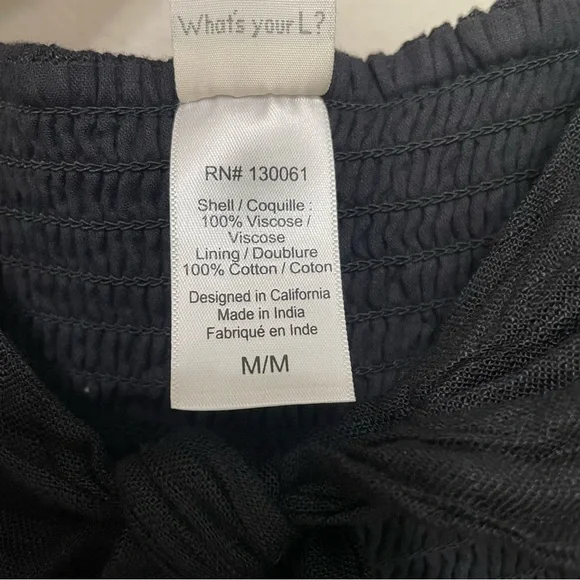 What's your L?
RN# 130061
Shell / Coquille :
100% Viscose /
Viscose
Lining / Doublure
100% Cotton / Coton
Designed in California
Made in India
Fabriqué en Inde
M/M